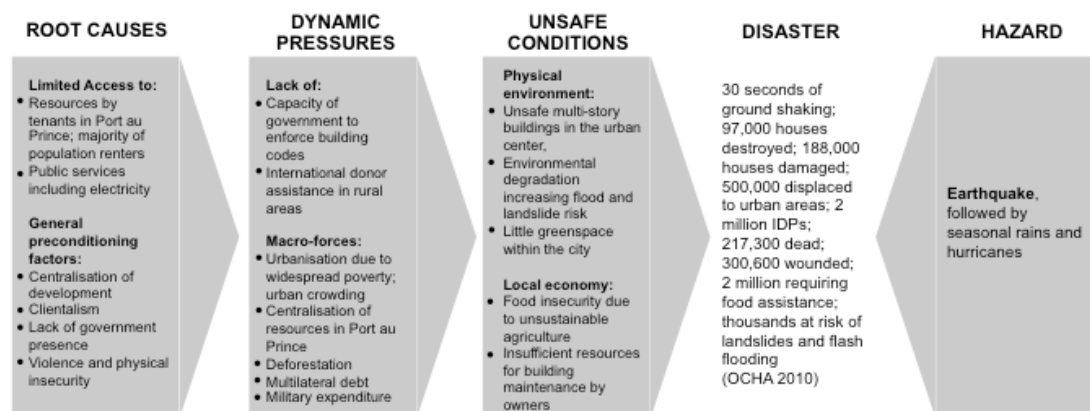 ROOT CAUSES
Limited Access to:
• Resources by
tenants in Port au
Prince; majority of
population renters
• Public services
including electricity
General
preconditioning
factors:
• Centralisation of
development
• Clientalism
• Lack of government
presence
• Violence and physical
insecurity
DYNAMIC
PRESSURES
Lack of:
• Capacity of
government to
enforce building
codes
• International donor
assistance in rural
areas
Macro-forces:
• Urbanisation due to
widespread poverty;
urban crowding
• Centralisation of
resources in Port au
Prince
• Deforestation
• Multilateral debt
• Military expenditure
UNSAFE
CONDITIONS
Physical
environment:
• Unsafe multi-story
buildings in the urban
center,
• Environmental
degradation
increasing flood and
landslide risk
• Little greenspace
within the city
Local economy:
• Food insecurity due
to unsustainable
agriculture
• Insufficient resources
for building
maintenance by
owners
DISASTER
30 seconds of
ground shaking;
97,000 houses
destroyed; 188,000
houses damaged;
500,000 displaced
to urban areas; 2
million IDPs;
217,300 dead;
300,600 wounded;
2 million requiring
food assistance;
thousands at risk of
landslides and flash
flooding
(OCHA 2010)
HAZARD
Earthquake,
followed by
seasonal rains and
hurricanes